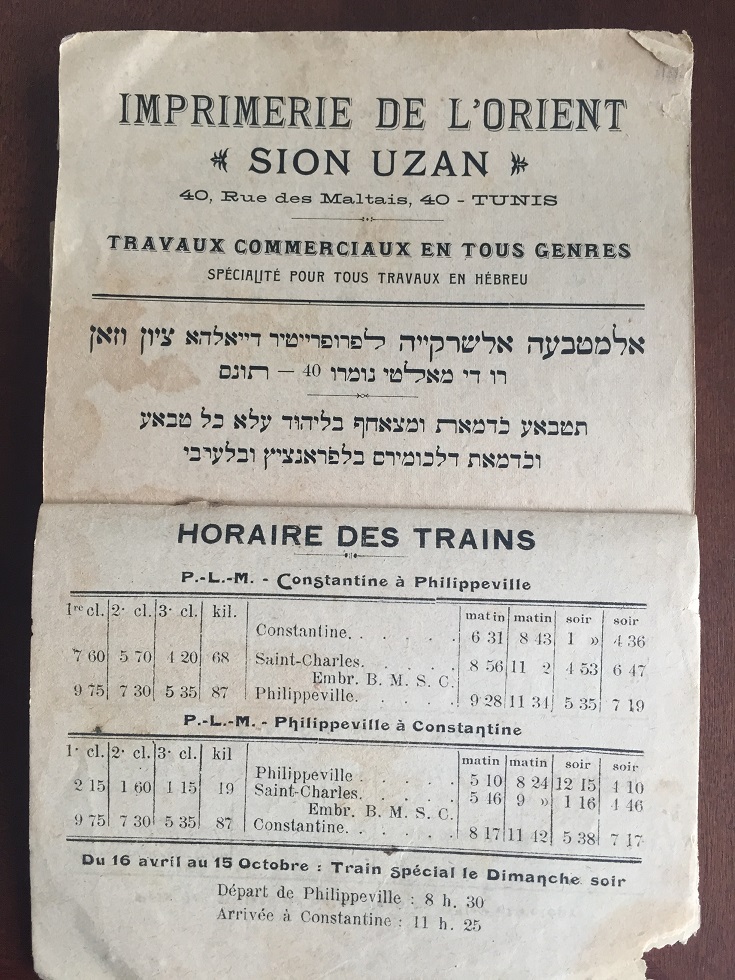 IMPRIMERIE DE L'ORIENT
SION UZAN
40, Rue des Maltais, 40 - TUNIS
TRAVAUX COMMERCIAUX EN TOUS GENRES
SPÉCIALITÉ POUR TOUS TRAVAUX EN HÉBREU
אלמטבעה אלשרקייה לפרופרייטיר דייאלהא ציון וזאן
רו די מאלטי נומרו 40 — תונס
תטבאע כדמאת ומצאחף בליהוד עלא כל טבאע
וכדמאת דלכומירס בלפראנציץ ובלערבי
HORAIRE DES TRAINS
P.-L.-M. - Constantine à Philippeville
1re cl. 2e cl. 3e cl. kil. matin matin soir soir
Constantine. . . . . . 6 31 8 43 1 » 4 36
7 60 5 70 4 20 68 Saint-Charles. . . . . 8 56 11 2 4 53 6 47
Embr. B. M. S. C.
9 75 7 30 5 35 87 Philippeville. . . . . 9 28 11 34 5 35 7 19
P.-L.-M. - Philippeville à Constantine
1r cl. 2e cl. 3e cl. kil matin matin soir soir
Philippeville . . . . . 5 10 8 24 12 15 4 10
2 15 1 60 1 15 19 Saint-Charles. . . . . 5 46 9 » 1 16 4 46
Embr. B. M. S. C.
9 75 7 30 5 35 87 Constantine. . . . . . 8 17 11 42 5 38 7 17
Du 16 avril au 15 Octobre : Train spécial le Dimanche soir
Départ de Philippeville : 8 h. 30
Arrivée à Constantine : 11 h. 25